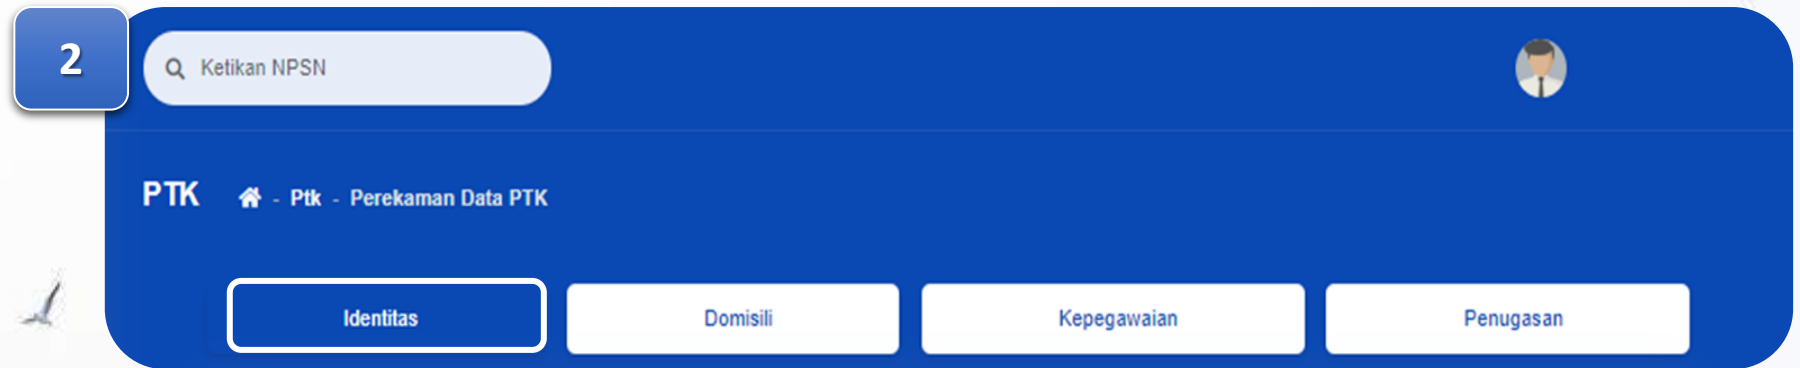 2
Ketikan NPSN
PTK - Ptk - Perekaman Data PTK
Identitas Domisili Kepegawaian Penugasan